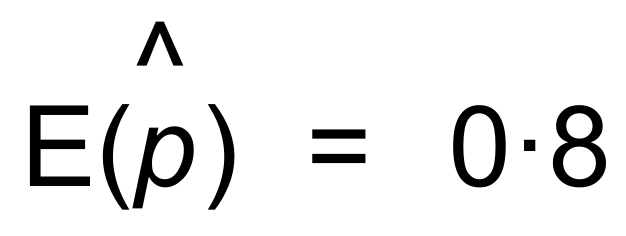 E(p̂) = 0·8